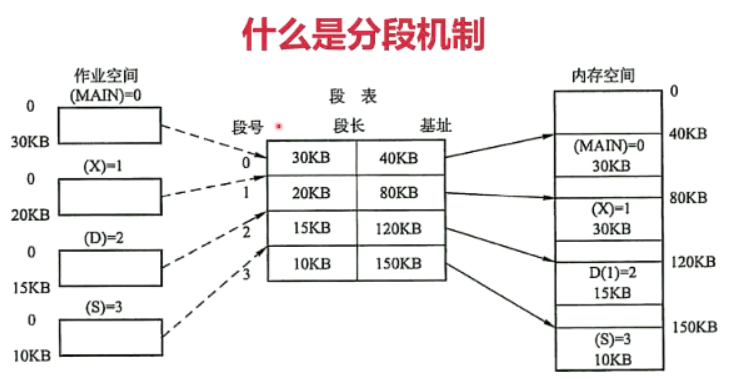 什么是分段机制
作业空间
(MAIN)=0
0
30KB
(X)=1
0
20KB
(D)=2
0
15KB
(S)=3
0
10KB
段 表
段号 段长 基址
0 30KB 40KB
1 20KB 80KB
2 15KB 120KB
3 10KB 150KB
内存空间
0
40KB
(MAIN)=0
30KB
80KB
(X)=1
30KB
120KB
D(1)=2
15KB
150KB
(S)=3
10KB